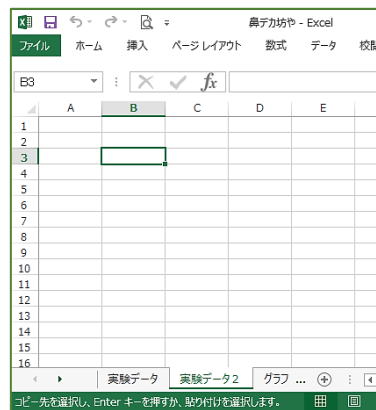 鼻デカ坊や - Excel
ファイル ホーム 挿入 ページ レイアウト 数式 データ 校閲
B3 fx
A B C D E
1
2
3
4
5
6
7
8
9
10
11
12
13
14
15
16
実験データ 実験データ2 グラフ ...
コピー先を選択し、Enter キーを押すか、貼り付けを選択します。